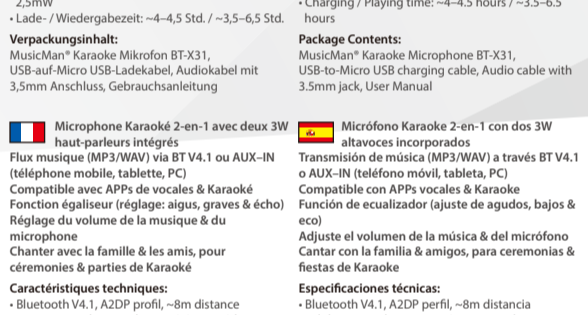 2,5mW
• Lade- / Wiedergabezeit: ~4–4,5 Std. / ~3,5–6,5 Std.
Verpackungsinhalt:
MusicMan® Karaoke Mikrofon BT-X31,
USB-auf-Micro USB-Ladekabel, Audiokabel mit
3,5mm Anschluss, Gebrauchsanleitung
• Charging / Playing time: ~4–4.5 hours / ~3.5–6.5
hours
Package Contents:
MusicMan® Karaoke Microphone BT-X31,
USB-to-Micro USB charging cable, Audio cable with
3.5mm jack, User Manual
Microphone Karaoké 2-en-1 avec deux 3W
haut-parleurs intégrés
Flux musique (MP3/WAV) via BT V4.1 ou AUX–IN
(téléphone mobile, tablette, PC)
Compatible avec APPs de vocales & Karaoké
Fonction égaliseur (réglage: aigus, graves & écho)
Réglage du volume de la musique & du
microphone
Chanter avec la famille & les amis, pour
céremonies & parties de Karaoké
Caractéristiques techniques:
• Bluetooth V4.1, A2DP profil, ~8m distance
Micrófono Karaoke 2-en-1 con dos 3W
altavoces incorporados
Transmisión de música (MP3/WAV) a través BT V4.1
o AUX–IN (teléfono móvil, tableta, PC)
Compatible con APPs vocales & Karaoke
Función de ecualizador (ajuste de agudos, bajos &
eco)
Adjuste el volumen de la música & del micrófono
Cantar con la familia & amigos, para ceremonias &
fiestas de Karaoke
Especificaciones técnicas:
• Bluetooth V4.1, A2DP perfil, ~8m distancia